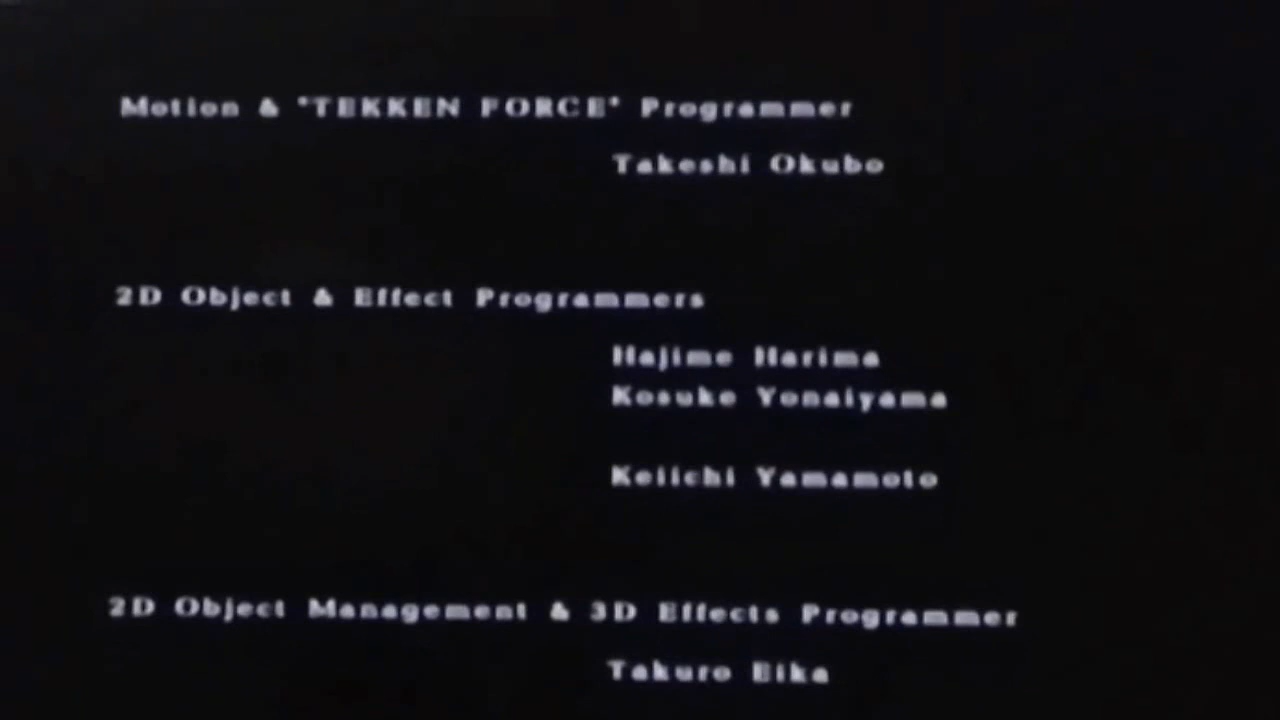 Motion & "TEKKEN FORCE" Programmer
Takeshi Okubo
2D Object & Effect Programmers
Hajime Harima
Kosuke Yonaiyama
Keiichi Yamamoto
2D Object Management & 3D Effects Programmer
Takuro Eika